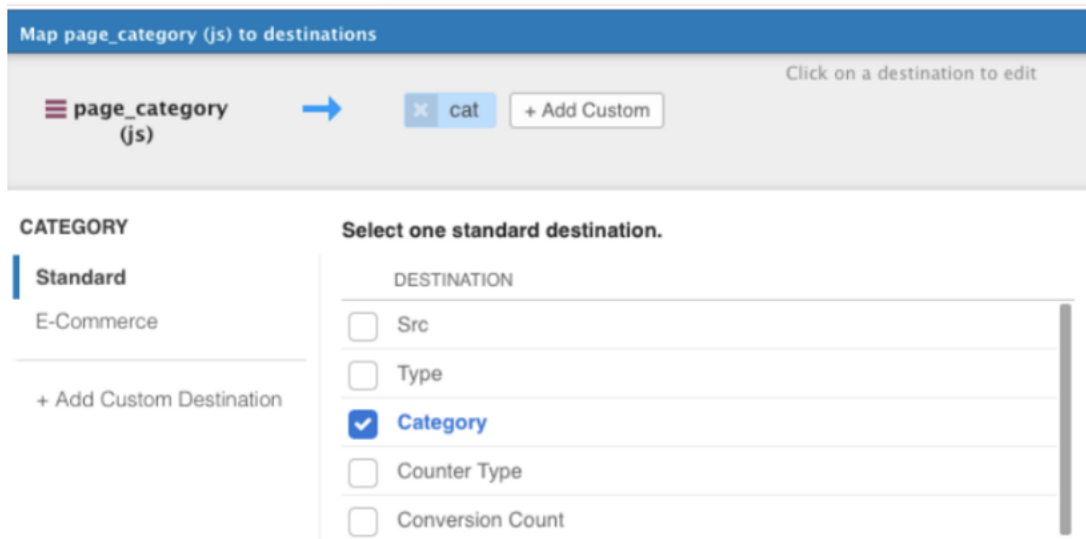 Map page_category (js) to destinations
Click on a destination to edit
page_category
(js)
cat
+ Add Custom
CATEGORY
Standard
E-Commerce
+ Add Custom Destination
Select one standard destination.
DESTINATION
Src
Type
Category
Counter Type
Conversion Count